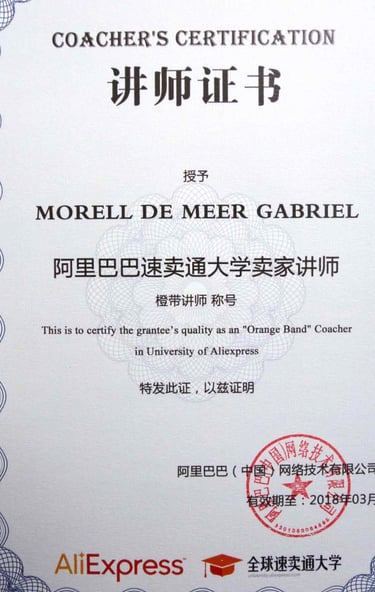 COACHER'S CERTIFICATION
讲师证书
授予
MORELL DE MEER GABRIEL
阿里巴巴速卖通大学卖家讲师
橙带讲师 称号
This is to certify the grantee's quality as an "Orange Band" Coacher
in University of Aliexpress
特发此证，以兹证明
阿里巴巴（中国）网络技术有限公司
有效期至：2018年03月
AliExpress™
全球速卖通大学
university.aliexpress.com